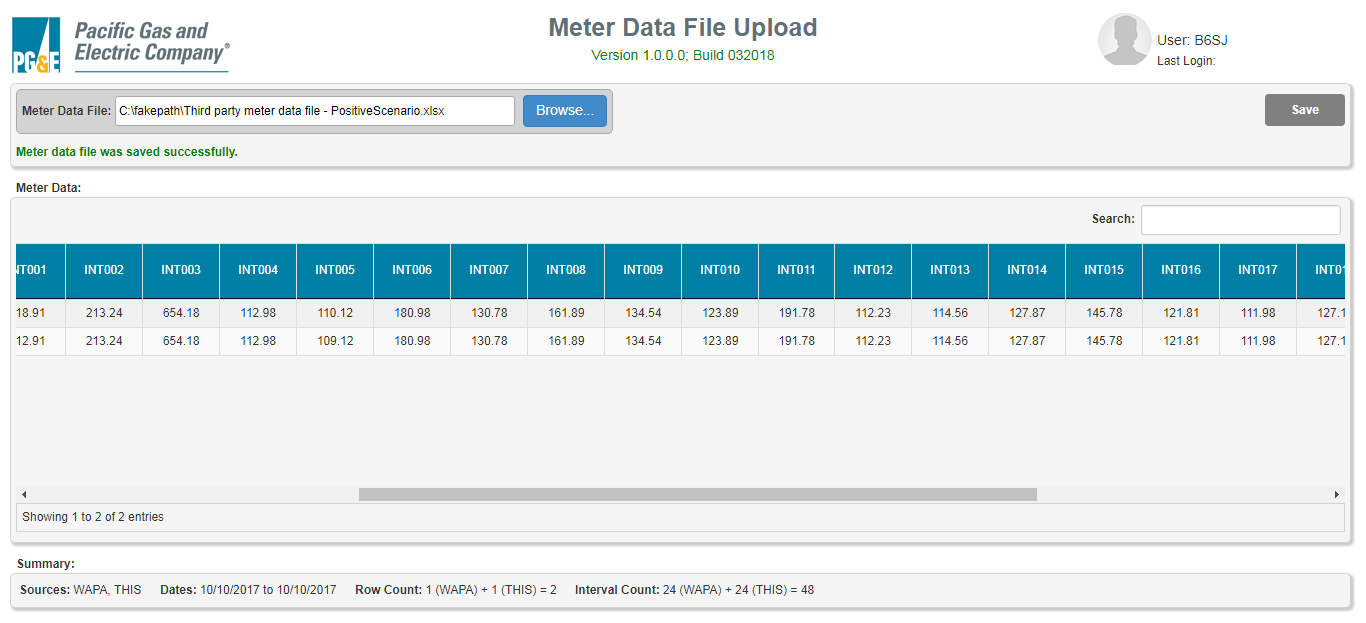 PG&E Pacific Gas and
Electric Company®
Meter Data File Upload
Version 1.0.0.0; Build 032018
User: B6SJ
Last Login:
Meter Data File: C:\fakepath\Third party meter data file - PositiveScenario.xlsx Browse... Save
Meter data file was saved successfully.
Meter Data:
Search:
NT001 INT002 INT003 INT004 INT005 INT006 INT007 INT008 INT009 INT010 INT011 INT012 INT013 INT014 INT015 INT016 INT017 INT01
18.91 213.24 654.18 112.98 110.12 180.98 130.78 161.89 134.54 123.89 191.78 112.23 114.56 127.87 145.78 121.81 111.98 127.1
12.91 213.24 654.18 112.98 109.12 180.98 130.78 161.89 134.54 123.89 191.78 112.23 114.56 127.87 145.78 121.81 111.98 127.1
Showing 1 to 2 of 2 entries
Summary:
Sources: WAPA, THIS Dates: 10/10/2017 to 10/10/2017 Row Count: 1 (WAPA) + 1 (THIS) = 2 Interval Count: 24 (WAPA) + 24 (THIS) = 48